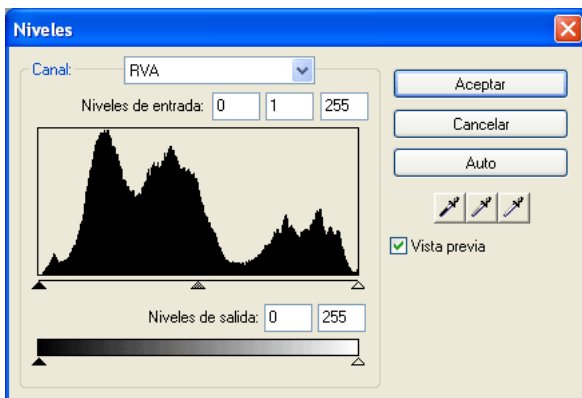 Niveles
Canal: RVA
Niveles de entrada: 0 1 255
Niveles de salida: 0 255
Aceptar
Cancelar
Auto
Vista previa